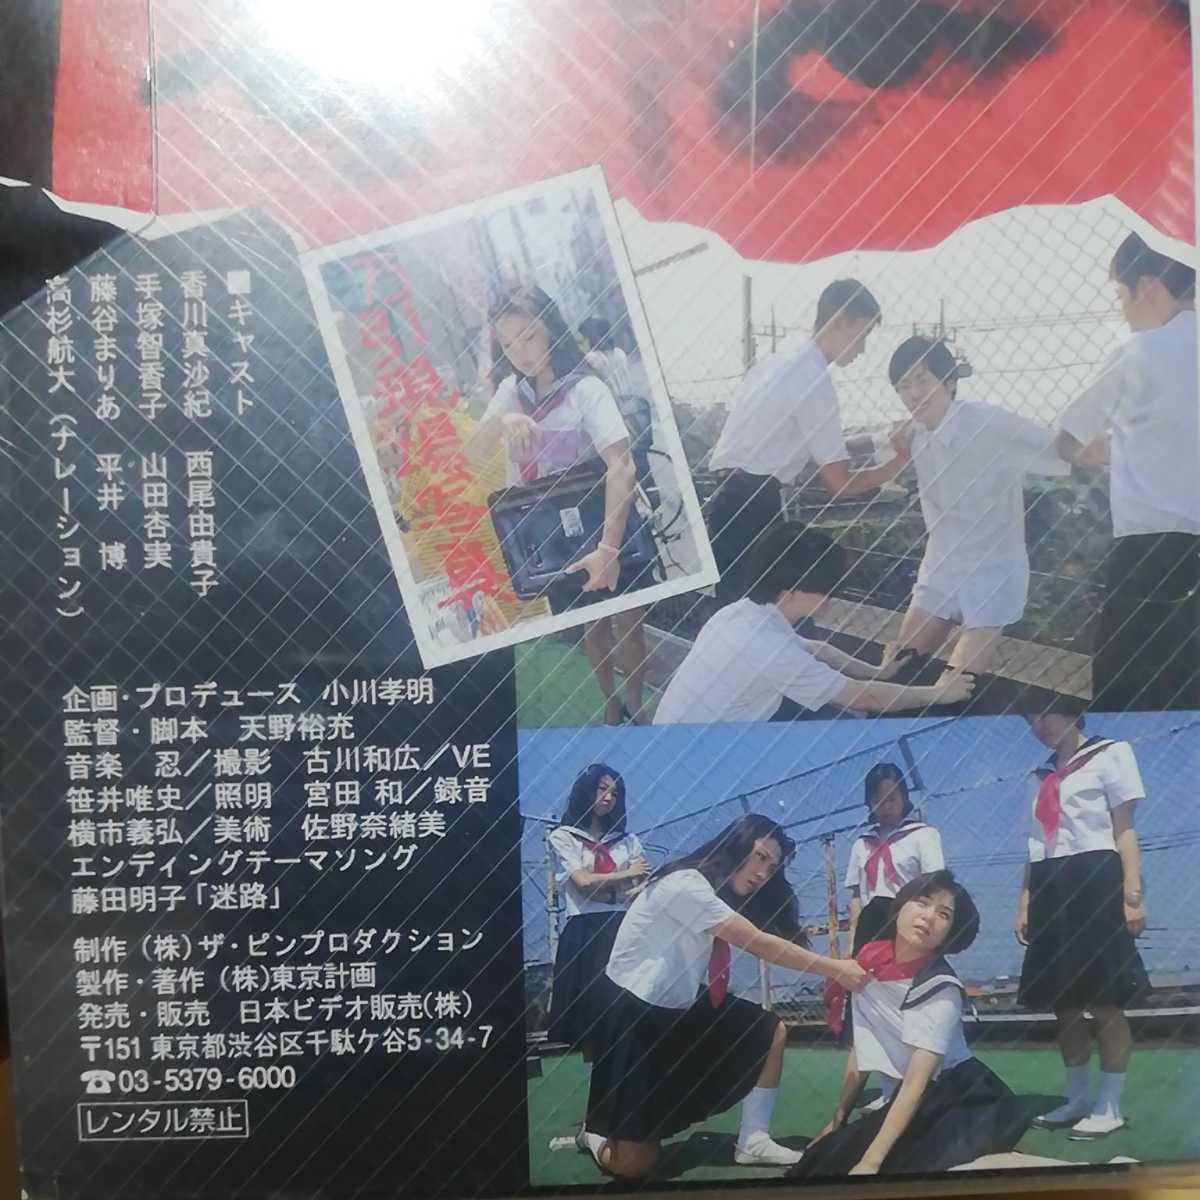 ■キャスト
香川真沙紀　西尾由貴子
手塚智香子　山田杏実
藤谷まりあ　平井　博
高杉航大（ナレーション）
万引現場写真
企画・プロデュース　小川孝明
監督・脚本　天野裕充
音楽　忍／撮影　古川和広／VE
笹井唯史／照明　宮田 和／録音
横市義弘／美術　佐野奈緒美
エンディングテーマソング
藤田明子「迷路」
制作（株）ザ・ピンプロダクション
製作・著作（株）東京計画
発売・販売　日本ビデオ販売（株）
〒151 東京都渋谷区千駄ケ谷5-34-7
☎03-5379-6000
レンタル禁止